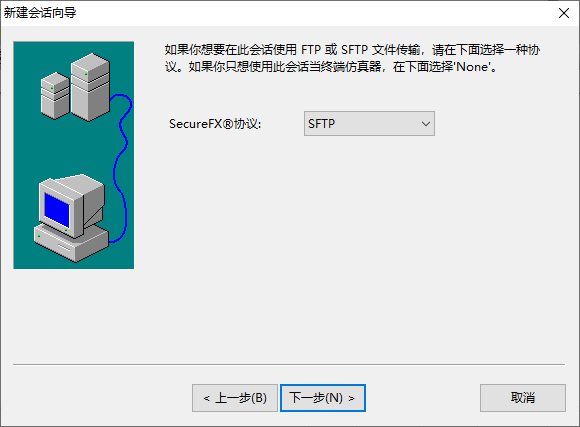 新建会话向导
如果你想要在此会话使用 FTP 或 SFTP 文件传输，请在下面选择一种协
议。如果你只想使用此会话当终端仿真器，在下面选择'None'。
SecureFX®协议:
SFTP
< 上一步(B)
下一步(N) >
取消